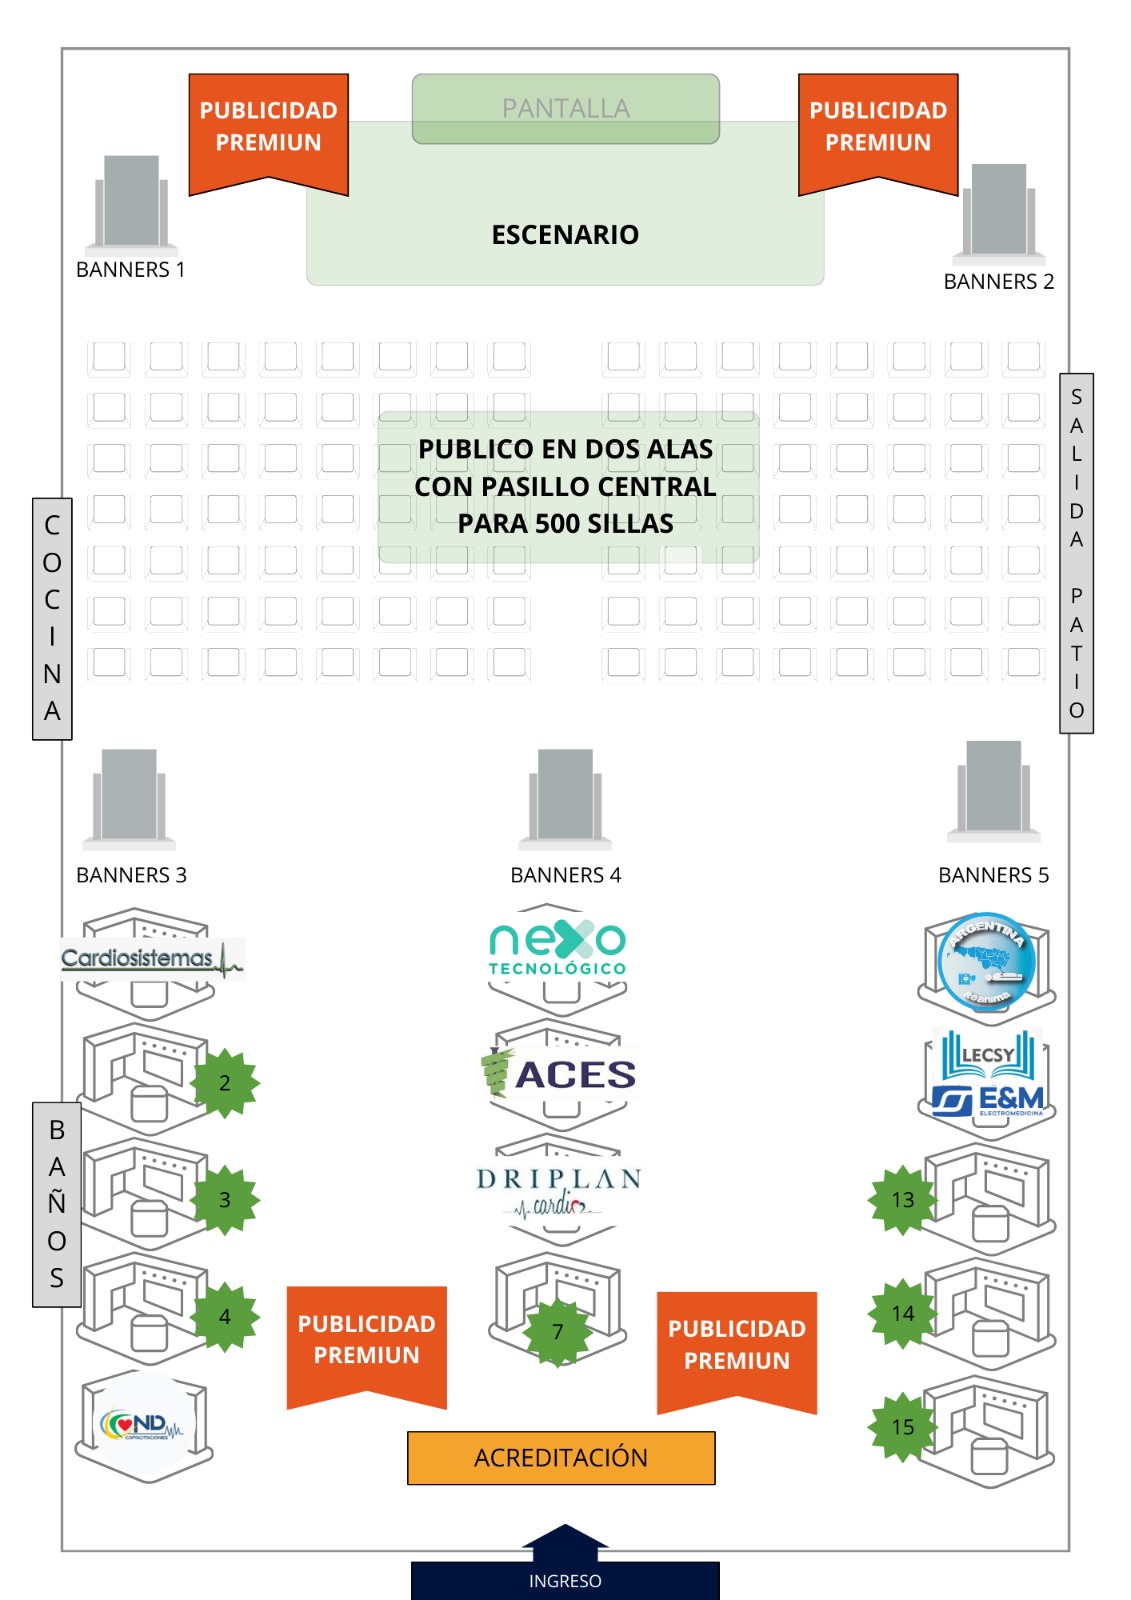 PUBLICIDAD
PREMIUN
PANTALLA
PUBLICIDAD
PREMIUN
ESCENARIO
BANNERS 1
BANNERS 2
PUBLICO EN DOS ALAS
CON PASILLO CENTRAL
PARA 500 SILLAS
COCINA
SALIDA PATIO
BANNERS 3
BANNERS 4
BANNERS 5
Cardiosistemas
nexo
TECNOLÓGICO
ARGENTINA
Reanima
2
ACES
LECSY
E&M
ELECTROMEDICINA
BAÑOS
3
DRIPLAN
cardio
13
4
PUBLICIDAD
PREMIUN
7
PUBLICIDAD
PREMIUN
14
ND
CAPACITACIONES
15
ACREDITACIÓN
INGRESO